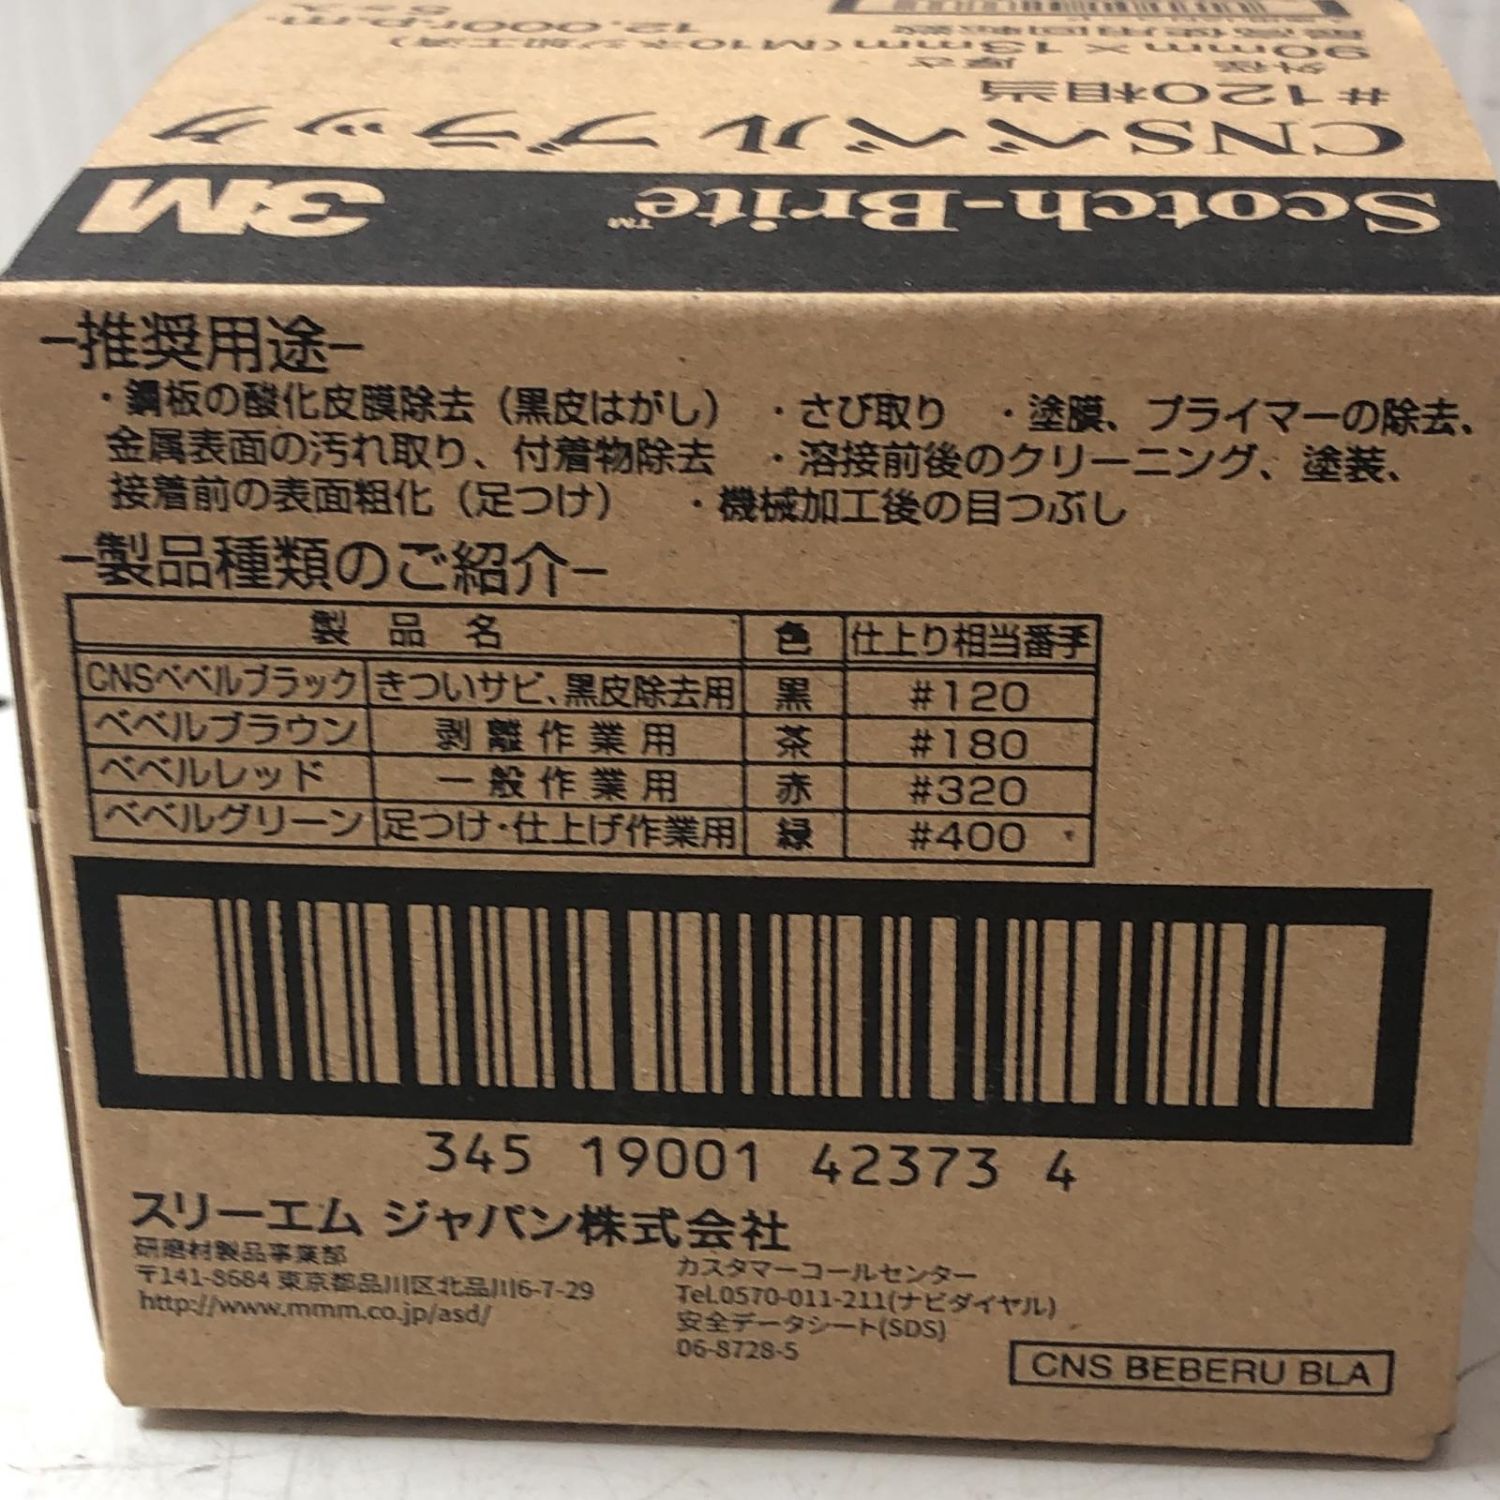 5ヶ入
12,000r.p.m.
最高使用回転数
90mm×13mm(M10ネジ加工済)
外径 厚さ
#120相当
CNSベベル ブラック
Scotch-Brite™ 3M
-推奨用途-
・鋼板の酸化皮膜除去（黒皮はがし） ・さび取り ・塗膜、プライマーの除去、
金属表面の汚れ取り、付着物除去 ・溶接前後のクリーニング、塗装、
接着前の表面粗化（足つけ） ・機械加工後の目つぶし
-製品種類のご紹介-
製品名 色 仕上り相当番手
CNSベベルブラック きついサビ、黒皮除去用 黒 #120
ベベルブラウン 剥離作業用 茶 #180
ベベルレッド 一般作業用 赤 #320
ベベルグリーン 足つけ・仕上げ作業用 緑 #400
345 19001 42373 4
スリーエム ジャパン株式会社
研磨材製品事業部
〒141-8684 東京都品川区北品川6-7-29
http://www.mmm.co.jp/asd/
カスタマーコールセンター
Tel.0570-011-211(ナビダイヤル)
安全データシート(SDS)
06-8728-5
CNS BEBERU BLA